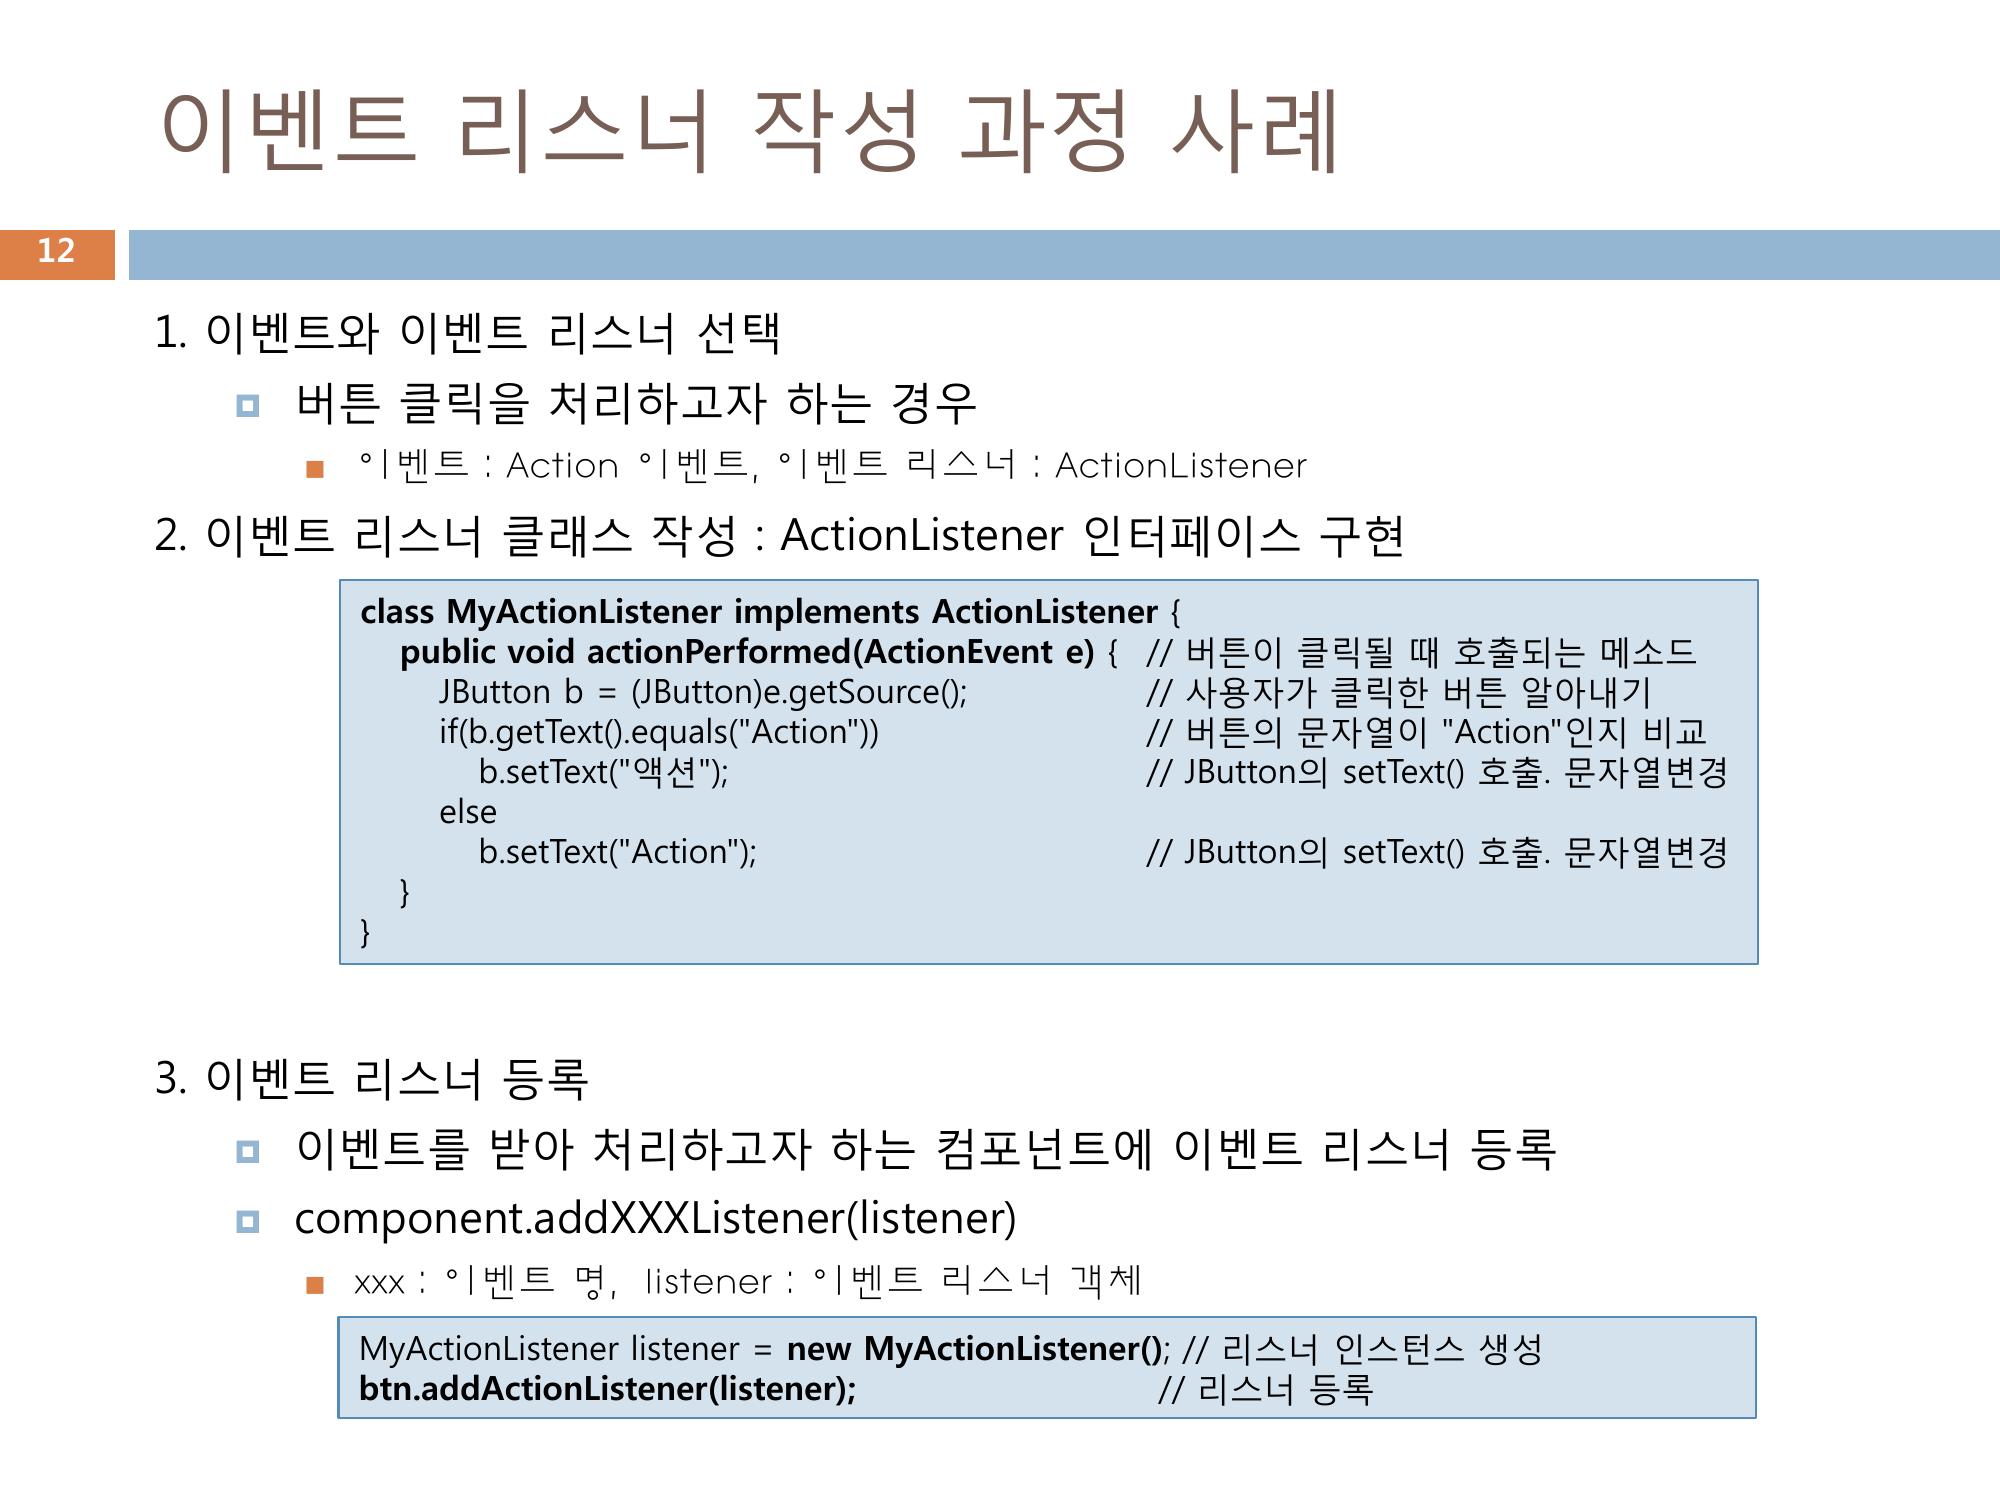 이벤트 리스너 작성 과정 사례
12
1. 이벤트와 이벤트 리스너 선택
버튼 클릭을 처리하고자 하는 경우
이벤트 : Action 이벤트, 이벤트 리스너 : ActionListener
2. 이벤트 리스너 클래스 작성 : ActionListener 인터페이스 구현
class MyActionListener implements ActionListener {
public void actionPerformed(ActionEvent e) { // 버튼이 클릭될 때 호출되는 메소드
JButton b = (JButton)e.getSource(); // 사용자가 클릭한 버튼 알아내기
if(b.getText().equals("Action")) // 버튼의 문자열이 "Action"인지 비교
b.setText("액션"); // JButton의 setText() 호출. 문자열변경
else
b.setText("Action"); // JButton의 setText() 호출. 문자열변경
}
}
3. 이벤트 리스너 등록
이벤트를 받아 처리하고자 하는 컴포넌트에 이벤트 리스너 등록
component.addXXXListener(listener)
xxx : 이벤트 명, listener : 이벤트 리스너 객체
MyActionListener listener = new MyActionListener(); // 리스너 인스턴스 생성
btn.addActionListener(listener); // 리스너 등록